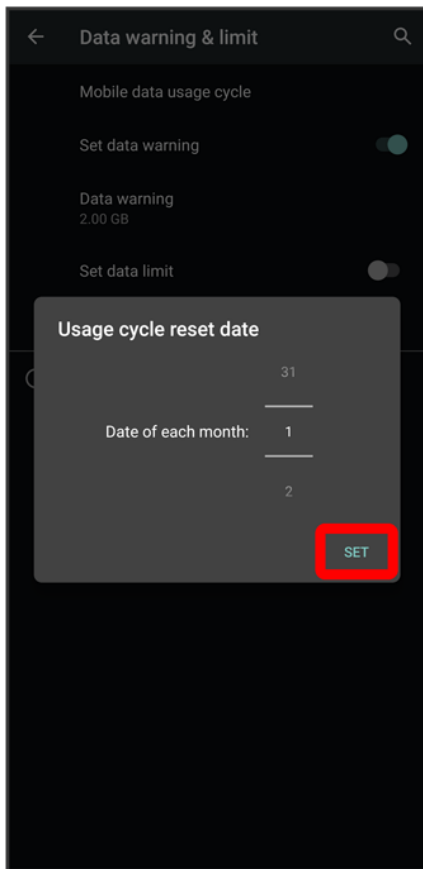 Data warning & limit
Mobile data usage cycle
Set data warning
Data warning
2.00 GB
Set data limit
Usage cycle reset date
31
Date of each month: 1
2
SET